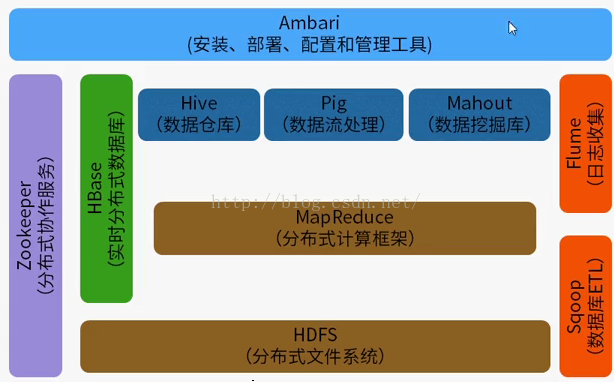 Ambari
(安装、部署、配置和管理工具)
Zookeeper
（分布式协作服务）
HBase
（实时分布式数据库）
Hive
（数据仓库）
Pig
（数据流处理）
Mahout
（数据挖掘库）
Flume
（日志收集）
http://blog.csdn.net/
MapReduce
（分布式计算框架）
Sqoop
（数据库ETL）
HDFS
（分布式文件系统）